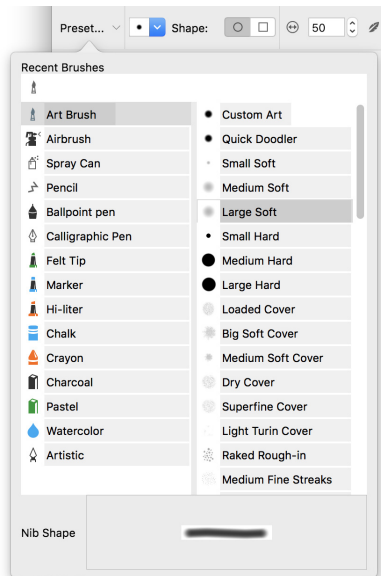 Preset... Shape: 50
Recent Brushes
Art Brush
Airbrush
Spray Can
Pencil
Ballpoint pen
Calligraphic Pen
Felt Tip
Marker
Hi-liter
Chalk
Crayon
Charcoal
Pastel
Watercolor
Artistic
Custom Art
Quick Doodler
Small Soft
Medium Soft
Large Soft
Small Hard
Medium Hard
Large Hard
Loaded Cover
Big Soft Cover
Medium Soft Cover
Dry Cover
Superfine Cover
Light Turin Cover
Raked Rough-in
Medium Fine Streaks
Nib Shape